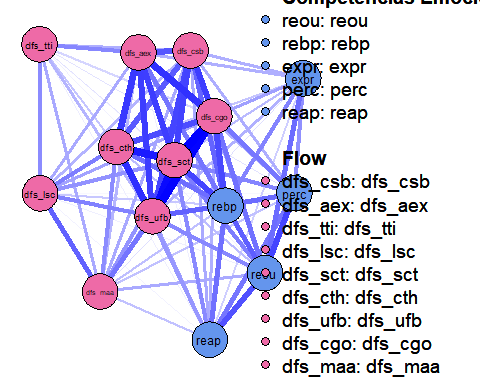 Competencias Emoci
reou: reou
rebp: rebp
expr: expr
perc: perc
reap: reap
Flow
dfs_csb: dfs_csb
dfs_aex: dfs_aex
dfs_tti: dfs_tti
dfs_lsc: dfs_lsc
dfs_sct: dfs_sct
dfs_cth: dfs_cth
dfs_ufb: dfs_ufb
dfs_cgo: dfs_cgo
dfs_maa: dfs_maa
dfs_tti
dfs_aex
dfs_csb
expr
dfs_cgo
dfs_cth
dfs_sct
dfs_lsc
perc
rebp
dfs_ufb
reou
dfs_maa
reap